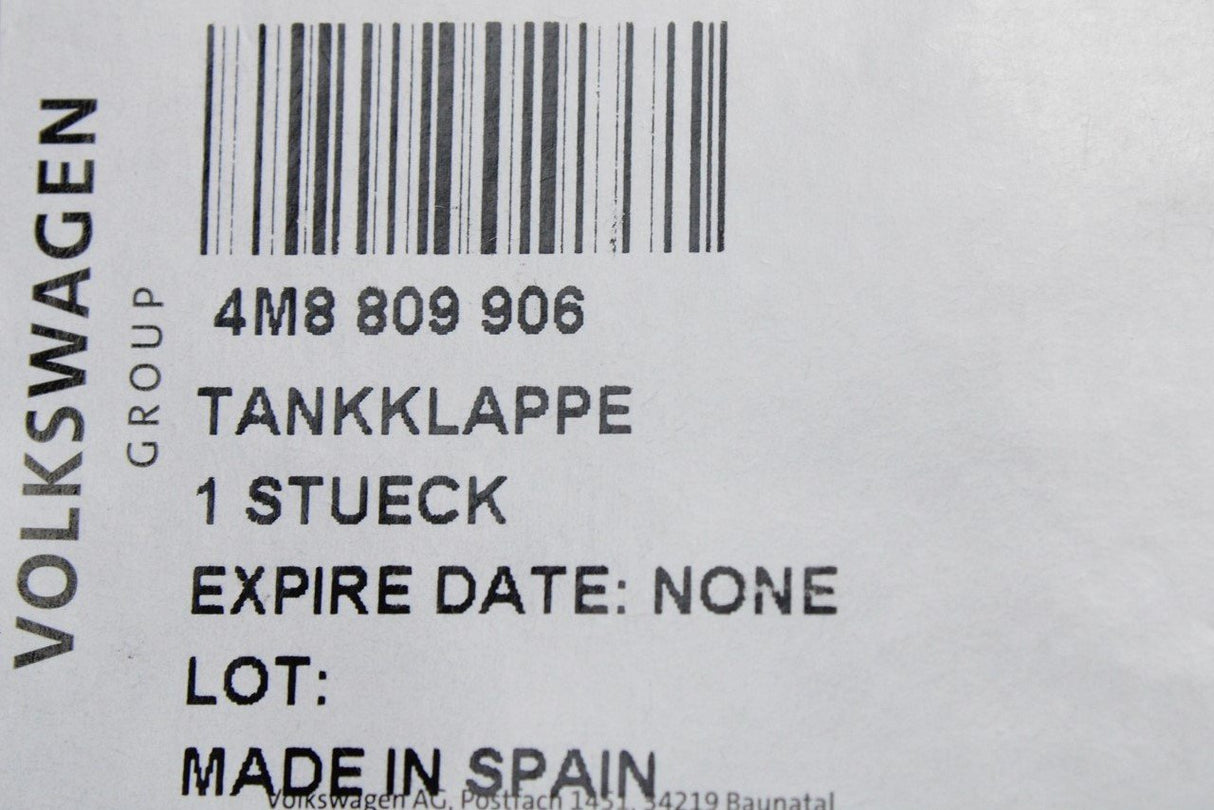 VOLKSWAGEN
GROUP
4M8 809 906
TANKKLAPPE
1 STUECK
EXPIRE DATE: NONE
LOT:
MADE IN SPAIN
Volkswagen AG, Postfach 1451, 34219 Baunatal